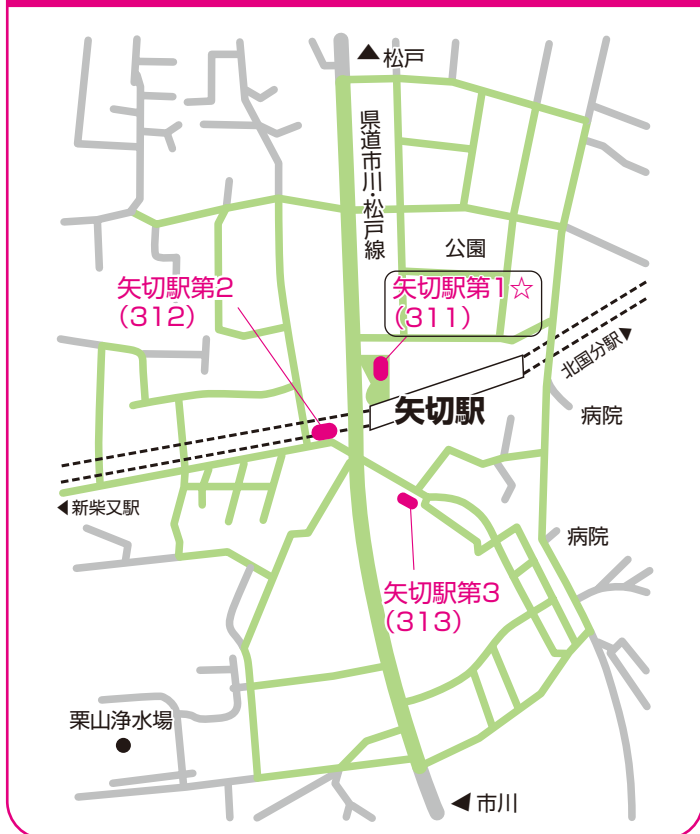 ▲松戸
県道市川・松戸線
公園
矢切駅第1☆
(311)
矢切駅第2
(312)
北国分駅▶
矢切駅
病院
◀新柴又駅
病院
矢切駅第3
(313)
栗山浄水場
◀市川